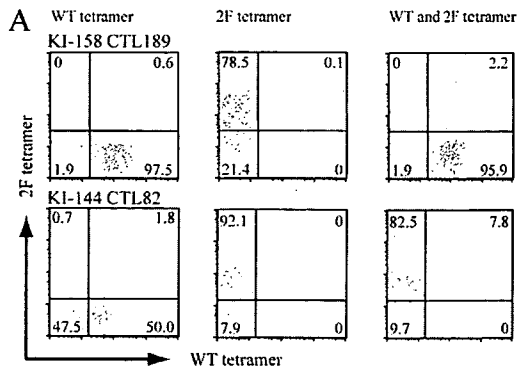 A
WT tetramer 2F tetramer WT and 2F tetramer
KI-158 CTL189
0 0.6 78.5 0.1 0 2.2
1.9 97.5 21.4 0 1.9 95.9
KI-144 CTL82
0.7 1.8 92.1 0 82.5 7.8
47.5 50.0 7.9 0 9.7 0
2F tetramer
WT tetramer